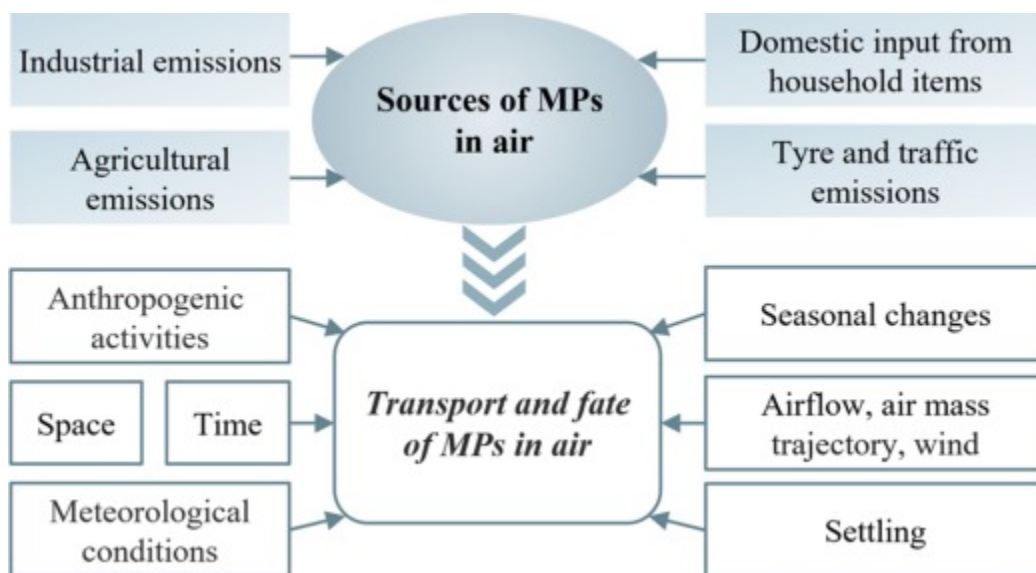 Industrial emissions
Sources of MPs
in air
Domestic input from
household items
Agricultural
emissions
Tyre and traffic
emissions
Anthropogenic
activities
Seasonal changes
Space
Time
Transport and fate
of MPs in air
Airflow, air mass
trajectory, wind
Meteorological
conditions
Settling